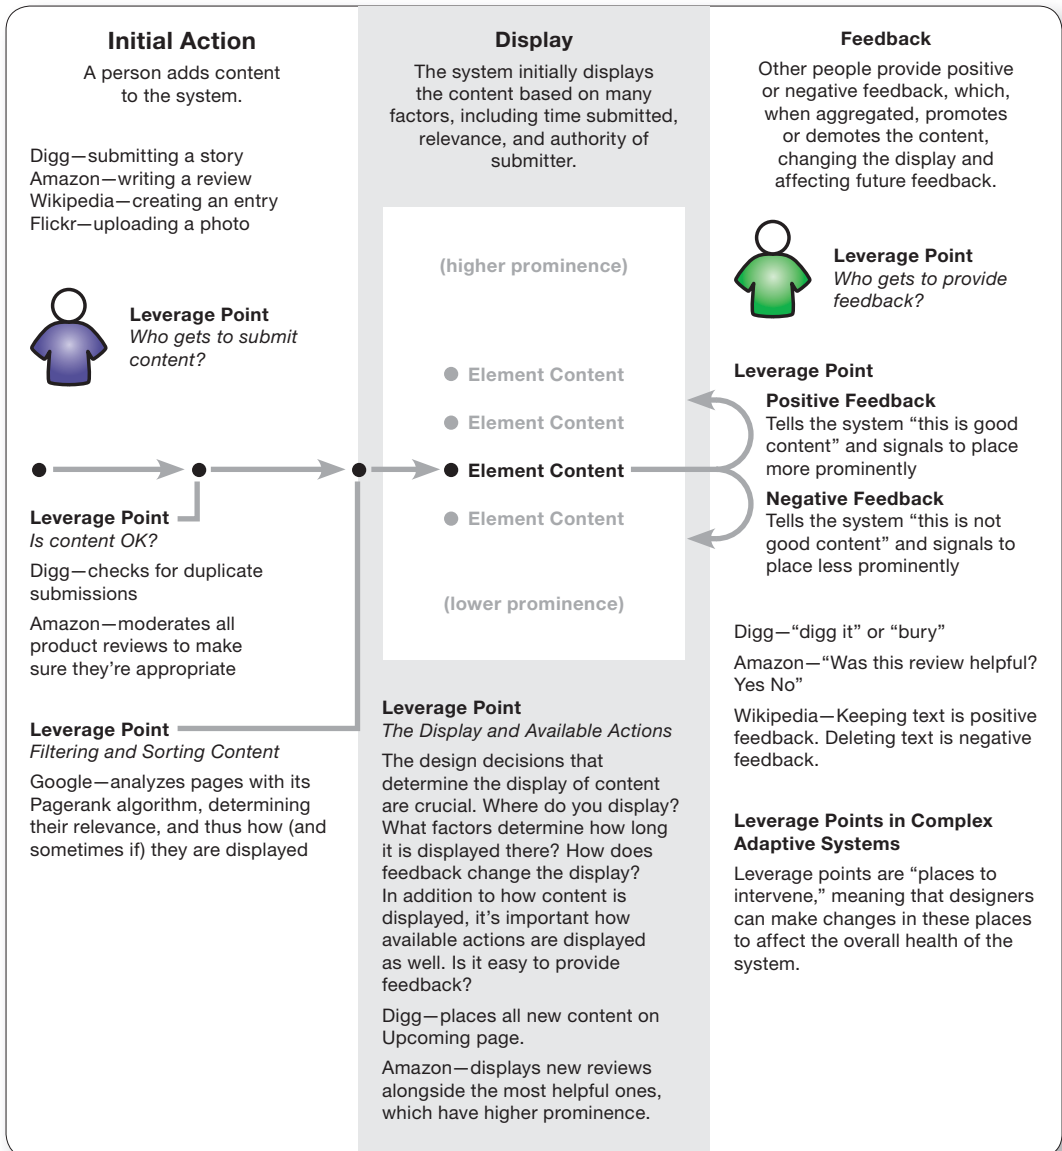 Initial Action
A person adds content
to the system.
Digg—submitting a story
Amazon—writing a review
Wikipedia—creating an entry
Flickr—uploading a photo
Leverage Point
Who gets to submit
content?
Leverage Point
Is content OK?
Digg—checks for duplicate
submissions
Amazon—moderates all
product reviews to make
sure they're appropriate
Leverage Point
Filtering and Sorting Content
Google—analyzes pages with its
Pagerank algorithm, determining
their relevance, and thus how (and
sometimes if) they are displayed
Display
The system initially displays
the content based on many
factors, including time submitted,
relevance, and authority of
submitter.
(higher prominence)
Element Content
Element Content
Element Content
Element Content
(lower prominence)
Leverage Point
The Display and Available Actions
The design decisions that
determine the display of content
are crucial. Where do you display?
What factors determine how long
it is displayed there? How does
feedback change the display?
In addition to how content is
displayed, it's important how
available actions are displayed
as well. Is it easy to provide
feedback?
Digg—places all new content on
Upcoming page.
Amazon—displays new reviews
alongside the most helpful ones,
which have higher prominence.
Feedback
Other people provide positive
or negative feedback, which,
when aggregated, promotes
or demotes the content,
changing the display and
affecting future feedback.
Leverage Point
Who gets to provide
feedback?
Leverage Point
Positive Feedback
Tells the system “this is good
content” and signals to place
more prominently
Negative Feedback
Tells the system “this is not
good content” and signals to
place less prominently
Digg—“digg it” or “bury”
Amazon—“Was this review helpful?
Yes No”
Wikipedia—Keeping text is positive
feedback. Deleting text is negative
feedback.
Leverage Points in Complex
Adaptive Systems
Leverage points are “places to
intervene,” meaning that designers
can make changes in these places
to affect the overall health of the
system.